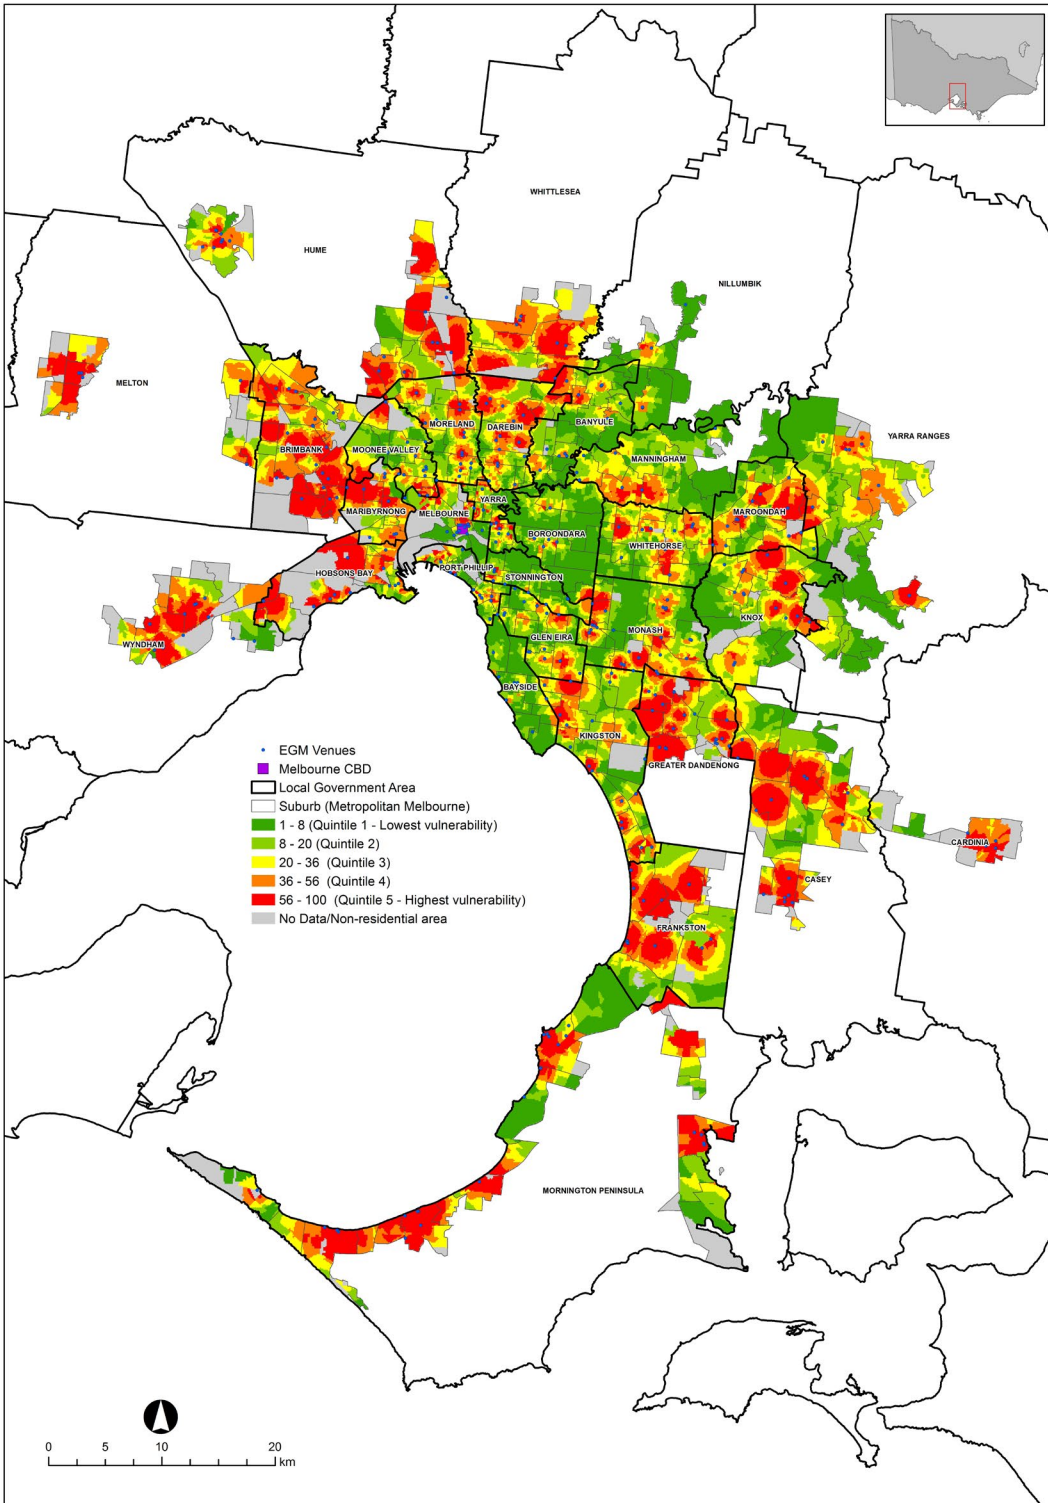 WHITTLESEA
HUME
NILLUMBIK
MELTON
YARRA RANGES
MORELAND
DAREBIN
BANYULE
BRIMBANK
MOONEE VALLEY
MANNINGHAM
MARIBYRNONG
MELBOURNE
YARRA
MAROONDAH
BOROONDARA
WHITEHORSE
HOBSONS BAY
PORT PHILLIP
STONNINGTON
KNOX
GLEN EIRA
MONASH
WYNDHAM
BAYSIDE
KINGSTON
GREATER DANDENONG
CARDINIA
CASEY
FRANKSTON
MORNINGTON PENINSULA
EGM Venues
Melbourne CBD
Local Government Area
Suburb (Metropolitan Melbourne)
1 - 8 (Quintile 1 - Lowest vulnerability)
8 - 20 (Quintile 2)
20 - 36 (Quintile 3)
36 - 56 (Quintile 4)
56 - 100 (Quintile 5 - Highest vulnerability)
No Data/Non-residential area
0 5 10 20
km